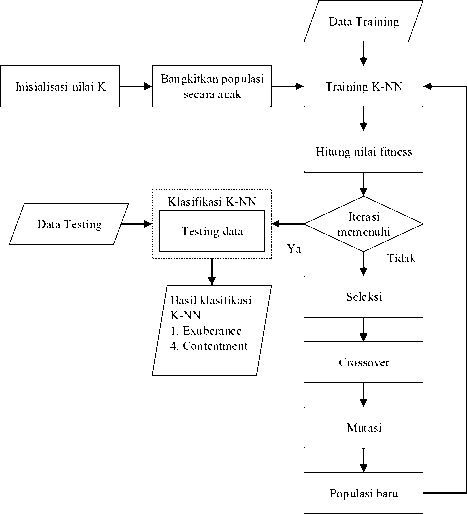 Data Training
Inisialisasi nilai K
Bangkitkan populasi
secara acak
Training K-NN
Hitung nilai fitness
Klasifikasi K-NN
Data Testing
Testing data
Iterasi
memenuhi
Ya
Tidak
Hasil klasifikasi
K-NN
1. Exuberance
4. Contentment
Seleksi
Crossover
Mutasi
Populasi baru